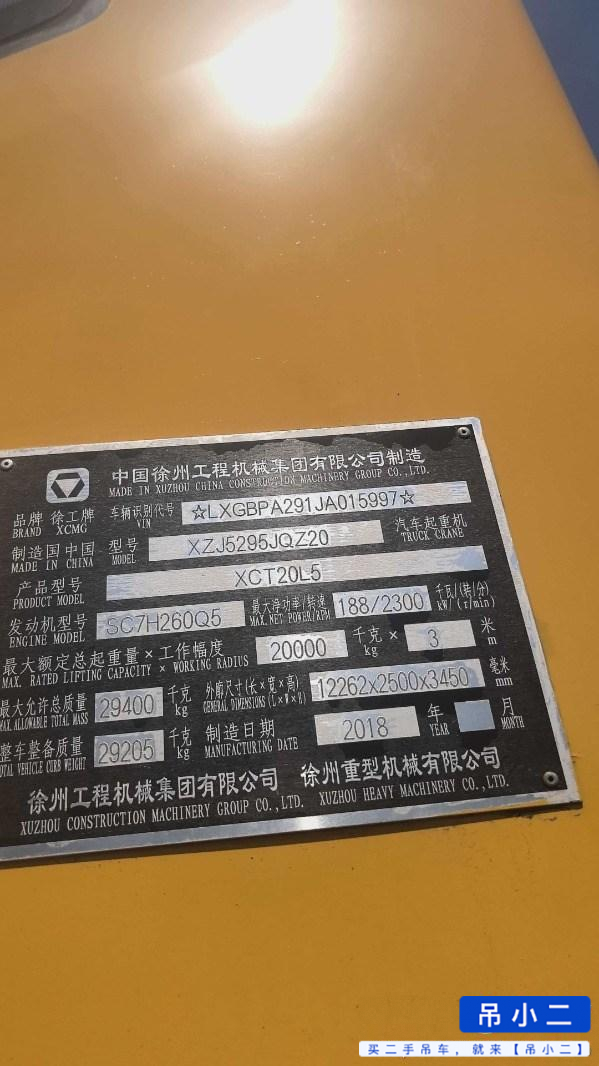 中国徐州工程机械集团有限公司制造
MADE IN XUZHOU CHINA CONSTRUCTION MACHINERY GROUP CO.,LTD.
品牌 徐工牌 车辆识别代号 ☆LXGBPA291JA015997☆
BRAND XCMG VIN
制造国 中国 型号 XZJ5295JQZ20 汽车起重机
MADE IN CHINA MODEL TRUCK CRANE
产品型号 XCT20L5
PRODUCT MODEL
发动机型号 SC7H260Q5 最大净功率/转速 188/2300 千瓦/(转/分)
ENGINE MODEL MAX.NET POWER/RPM kW/(r/min)
最大额定总起重量×工作幅度 20000 千克 × 3 米
MAX. RATED LIFTING CAPACITY × WORKING RADIUS kg m
最大允许总质量 29400 千克 外廓尺寸(长×宽×高) 12262x2500x3450 毫米
MAX.ALLOWABLE TOTAL MASS kg GENERAL DIMENSIONS (L×W×H) mm
整车整备质量 29205 千克 制造日期 2018 年 月
TOTAL VEHICLE CURB WEIGHT kg MANUFACTURING DATE YEAR MONTH
徐州工程机械集团有限公司 徐州重型机械有限公司
XUZHOU CONSTRUCTION MACHINERY GROUP CO.,LTD. XUZHOU HEAVY MACHINERY CO.,LTD.
吊小二
买二手吊车，就来【吊小二】